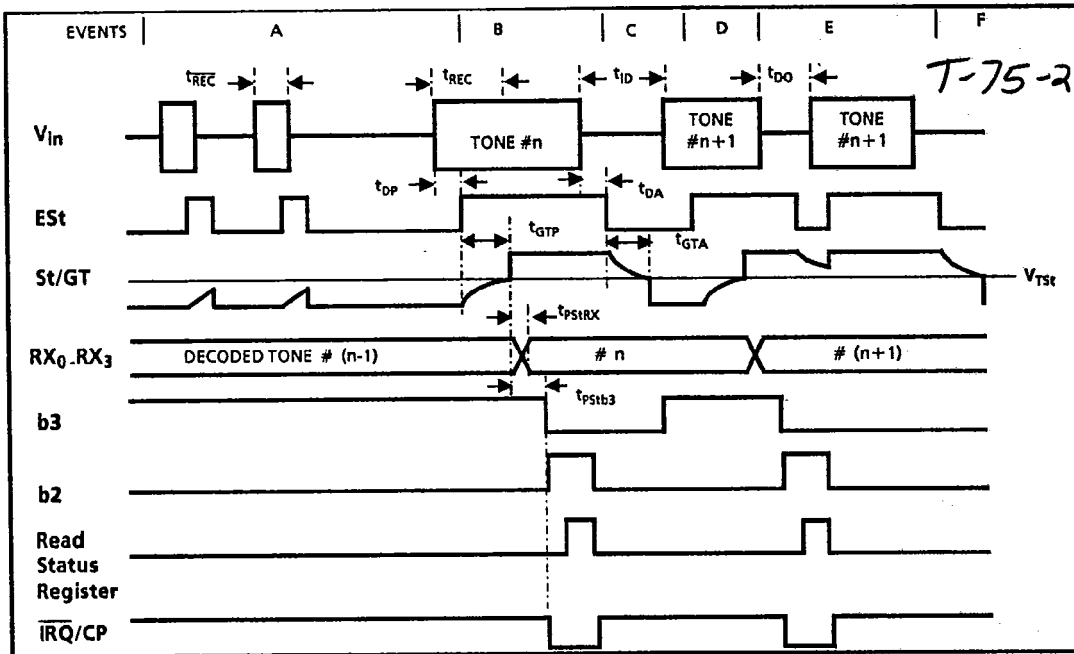 EVENTS A B C D E F
tREC tREC tID tDO T-75-2
Vin TONE #n TONE #n+1 TONE #n+1
tDP tDA
ESt
tGTP tGTA
St/GT VTSt
tPStRX
RX0-RX3 DECODED TONE # (n-1) # n # (n+1)
tPStb3
b3
b2
Read
Status
Register
IRQ/CP